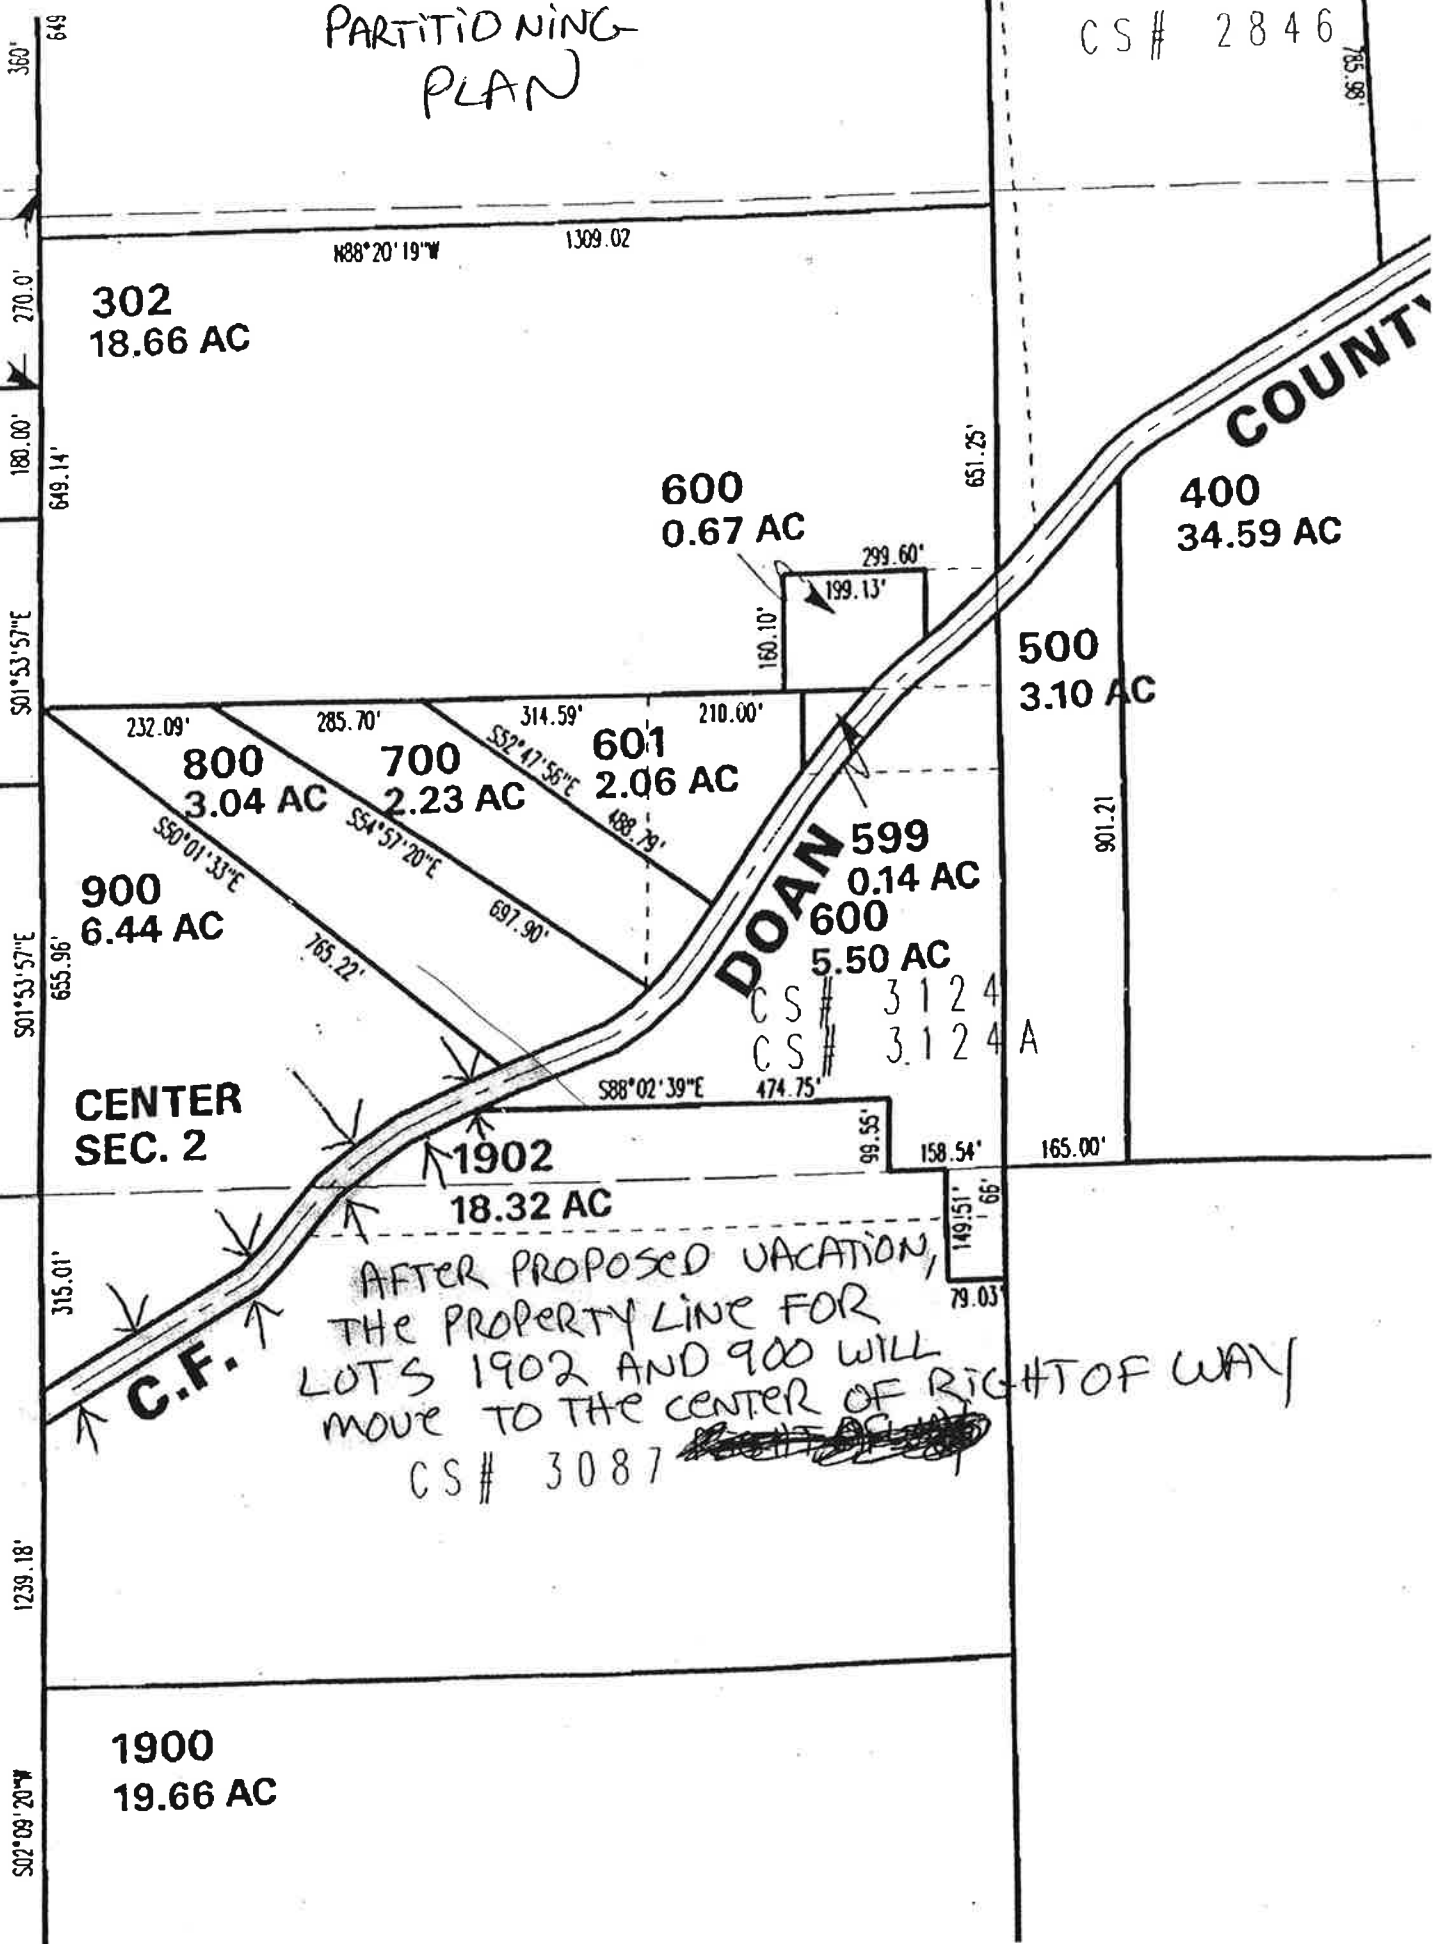 PARTITIONING
PLAN
CS# 2846
649
360'
785.98'
N88°20'19"W
1309.02
302
18.66 AC
270.0'
180.00'
649.14'
651.25'
COUNTY
600
0.67 AC
400
34.59 AC
299.60'
199.13'
160.10'
S01°53'57"E
500
3.10 AC
232.09'
285.70'
314.59'
210.00'
800
3.04 AC
700
2.23 AC
601
2.06 AC
S52°47'56"E
488.79'
S50°01'33"E
765.22'
S54°57'20"E
697.90'
901.21
900
6.44 AC
DOAN
599
0.14 AC
600
5.50 AC
CS# 3124
CS# 3124A
S01°53'57"E
655.96'
CENTER
SEC. 2
S88°02'39"E
474.75'
99.55'
158.54'
165.00'
1902
18.32 AC
149.51'
66'
79.03'
315.01'
C.F.
AFTER PROPOSED VACATION,
THE PROPERTY LINE FOR
LOTS 1902 AND 900 WILL
MOVE TO THE CENTER OF RIGHT OF WAY
CS# 3087
1239.18'
1900
19.66 AC
S02°09'20"W